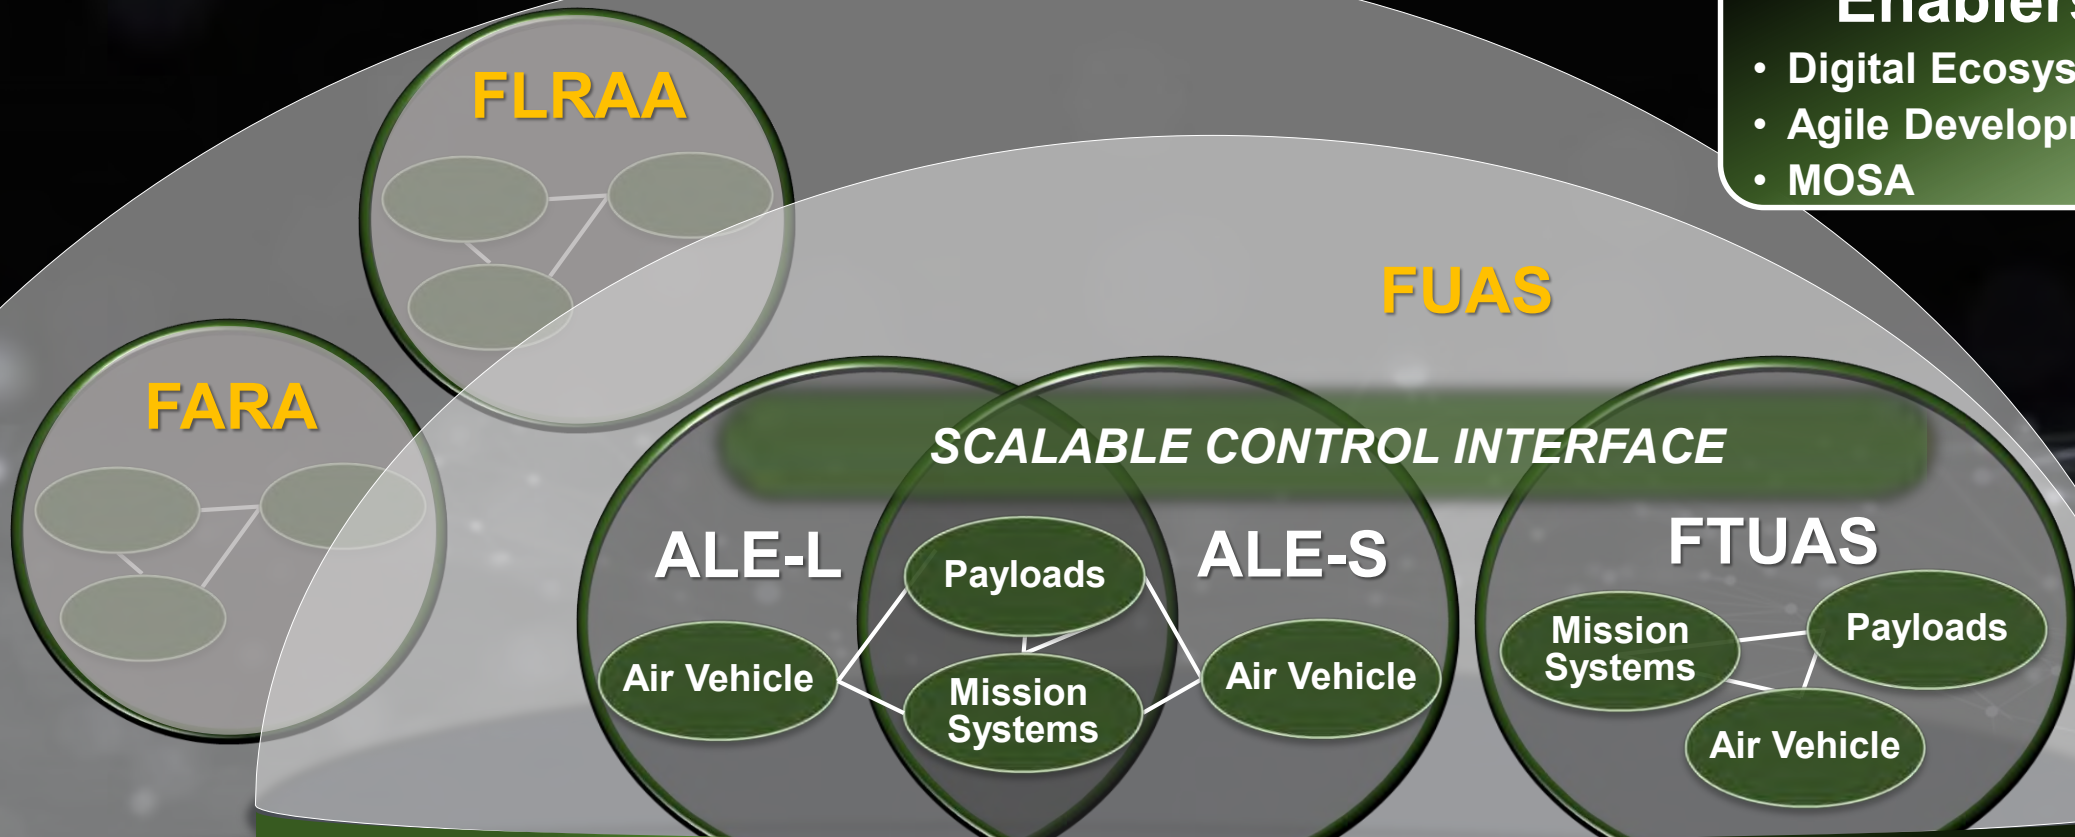 Enablers
• Digital Ecosys
• Agile Develop
• MOSA
FLRAA
FUAS
FARA
SCALABLE CONTROL INTERFACE
ALE-L
ALE-S
FTUAS
Payloads
Air Vehicle
Mission
Systems
Air Vehicle
Mission
Systems
Payloads
Air Vehicle